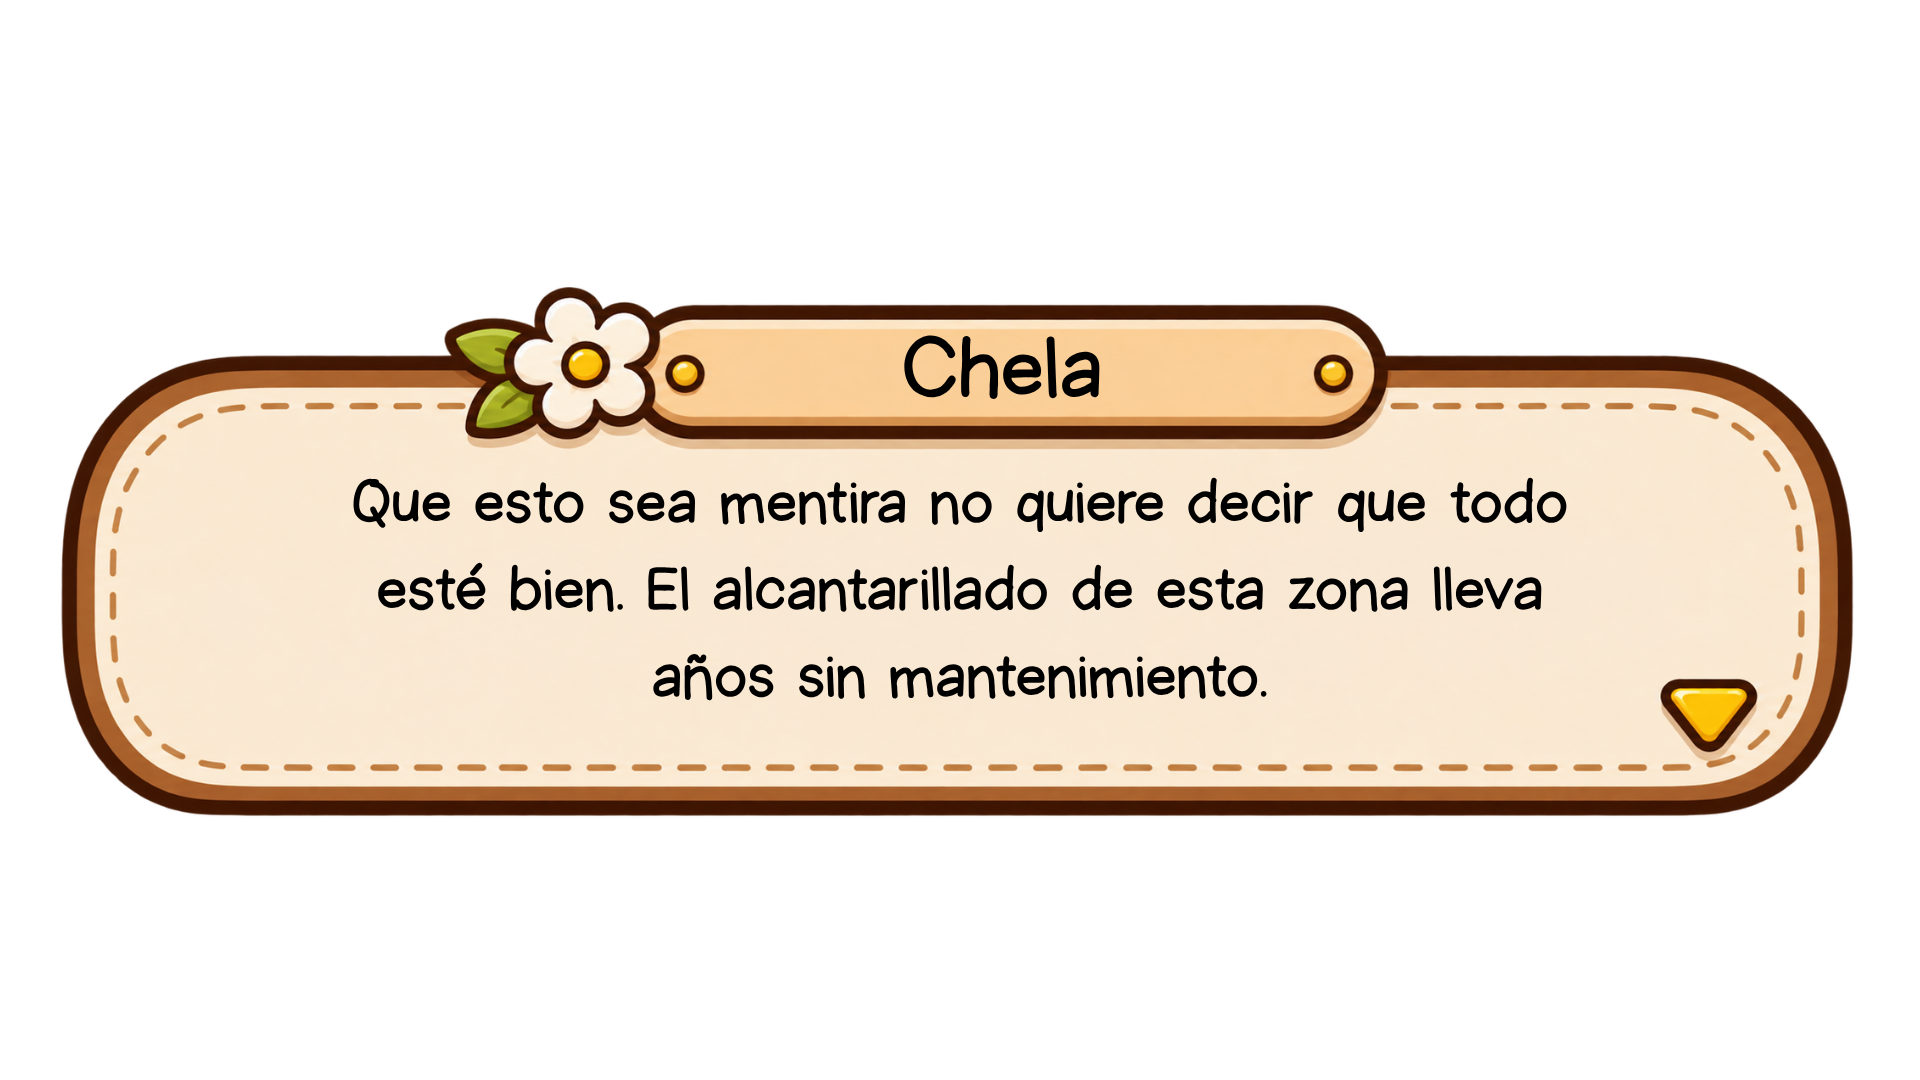 Chela
Que esto sea mentira no quiere decir que todo
esté bien. El alcantarillado de esta zona lleva
años sin mantenimiento.